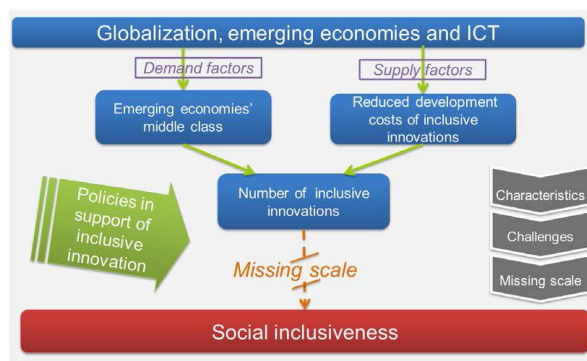 Globalization, emerging economies and ICT
Demand factors
Supply factors
Emerging economies'
middle class
Reduced development
costs of inclusive
innovations
Policies in
support of
inclusive
innovation
Number of inclusive
innovations
Characteristics
Challenges
Missing scale
Missing scale
Social inclusiveness